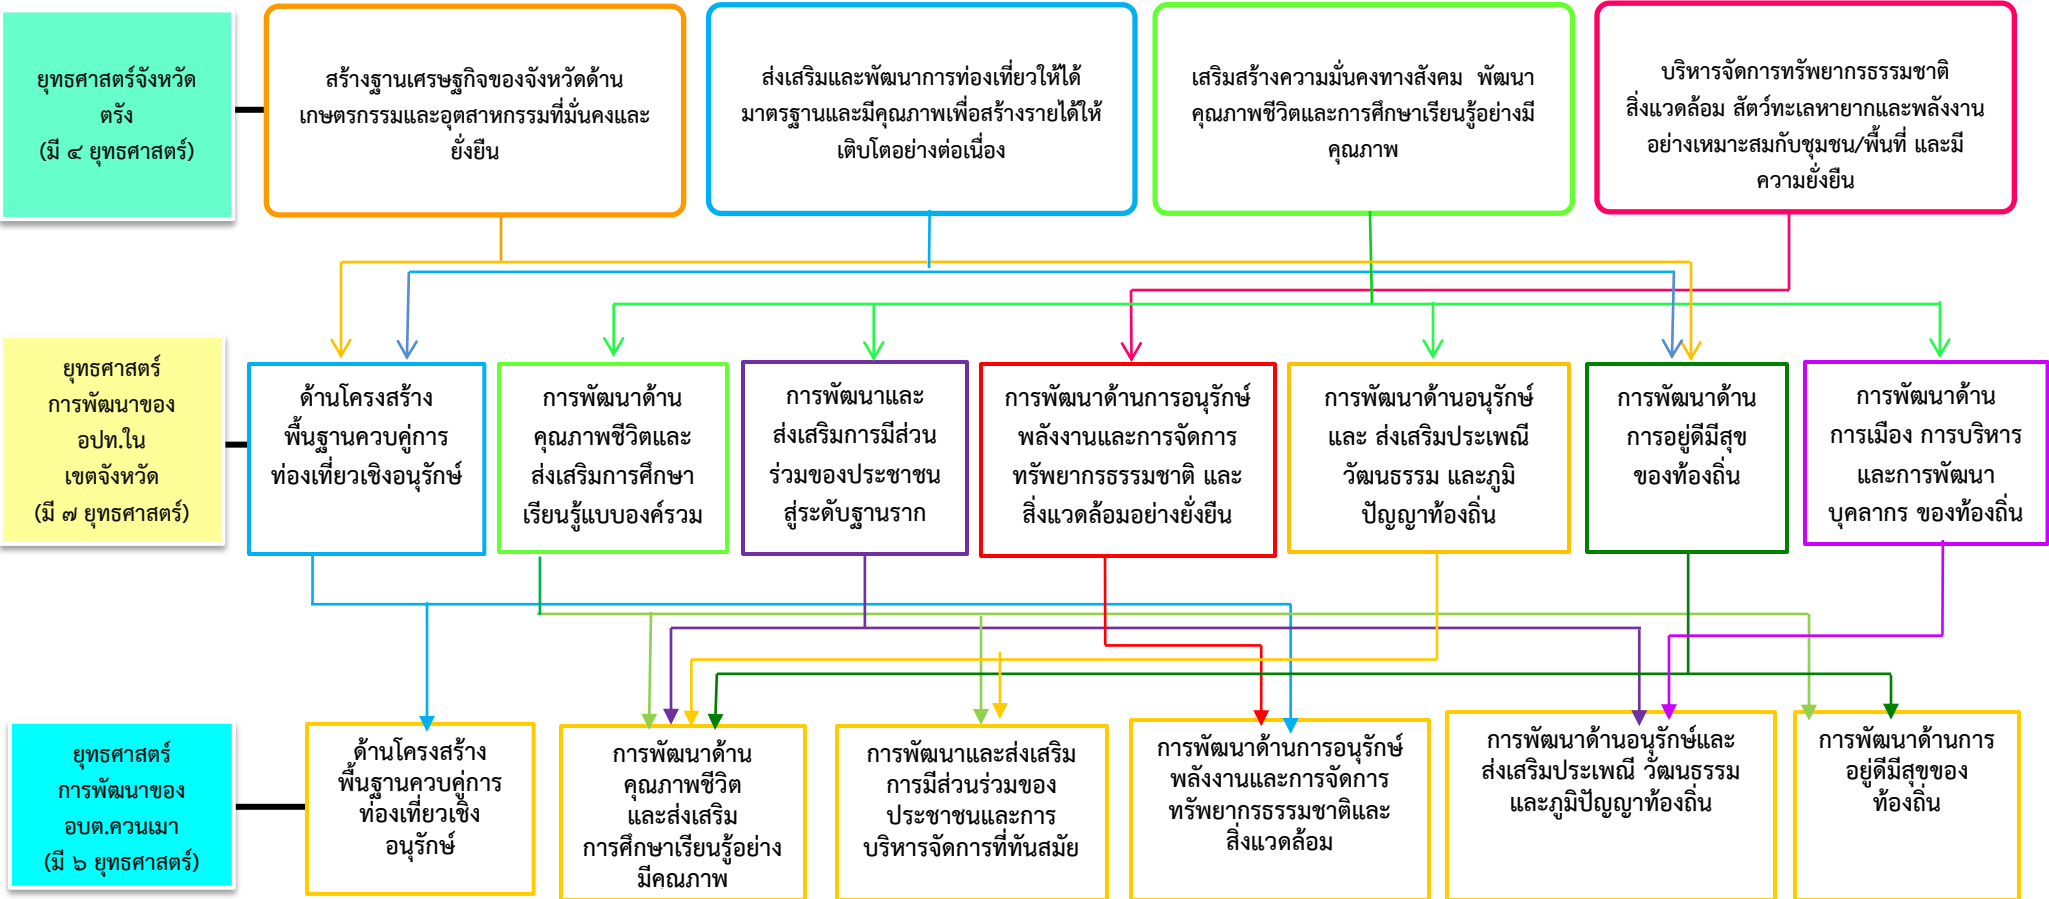 ยุทธศาสตร์จังหวัด
ตรัง
(มี ๔ ยุทธศาสตร์)
สร้างฐานเศรษฐกิจของจังหวัดด้าน
เกษตรกรรมและอุตสาหกรรมที่มั่นคงและ
ยั่งยืน
ส่งเสริมและพัฒนาการท่องเที่ยวให้ได้
มาตรฐานและมีคุณภาพเพื่อสร้างรายได้ให้
เติบโตอย่างต่อเนื่อง
เสริมสร้างความมั่นคงทางสังคม พัฒนา
คุณภาพชีวิตและการศึกษาเรียนรู้อย่างมี
คุณภาพ
บริหารจัดการทรัพยากรธรรมชาติ
สิ่งแวดล้อม สัตว์ทะเลหายากและพลังงาน
อย่างเหมาะสมกับชุมชน/พื้นที่ และมี
ความยั่งยืน
ยุทธศาสตร์
การพัฒนาของ
อปท.ใน
เขตจังหวัด
(มี ๗ ยุทธศาสตร์)
ด้านโครงสร้าง
พื้นฐานควบคู่การ
ท่องเที่ยวเชิงอนุรักษ์
การพัฒนาด้าน
คุณภาพชีวิตและ
ส่งเสริมการศึกษา
เรียนรู้แบบองค์รวม
การพัฒนาและ
ส่งเสริมการมีส่วน
ร่วมของประชาชน
สู่ระดับฐานราก
การพัฒนาด้านการอนุรักษ์
พลังงานและการจัดการ
ทรัพยากรธรรมชาติ และ
สิ่งแวดล้อมอย่างยั่งยืน
การพัฒนาด้านอนุรักษ์
และ ส่งเสริมประเพณี
วัฒนธรรม และภูมิ
ปัญญาท้องถิ่น
การพัฒนาด้าน
การอยู่ดีมีสุข
ของท้องถิ่น
การพัฒนาด้าน
การเมือง การบริหาร
และการพัฒนา
บุคลากร ของท้องถิ่น
ยุทธศาสตร์
การพัฒนาของ
อบต.ควนเมา
(มี ๖ ยุทธศาสตร์)
ด้านโครงสร้าง
พื้นฐานควบคู่การ
ท่องเที่ยวเชิง
อนุรักษ์
การพัฒนาด้าน
คุณภาพชีวิต
และส่งเสริม
การศึกษาเรียนรู้อย่าง
มีคุณภาพ
การพัฒนาและส่งเสริม
การมีส่วนร่วมของ
ประชาชนและการ
บริหารจัดการที่ทันสมัย
การพัฒนาด้านการอนุรักษ์
พลังงานและการจัดการ
ทรัพยากรธรรมชาติและ
สิ่งแวดล้อม
การพัฒนาด้านอนุรักษ์และ
ส่งเสริมประเพณี วัฒนธรรม
และภูมิปัญญาท้องถิ่น
การพัฒนาด้านการ
อยู่ดีมีสุขของ
ท้องถิ่น